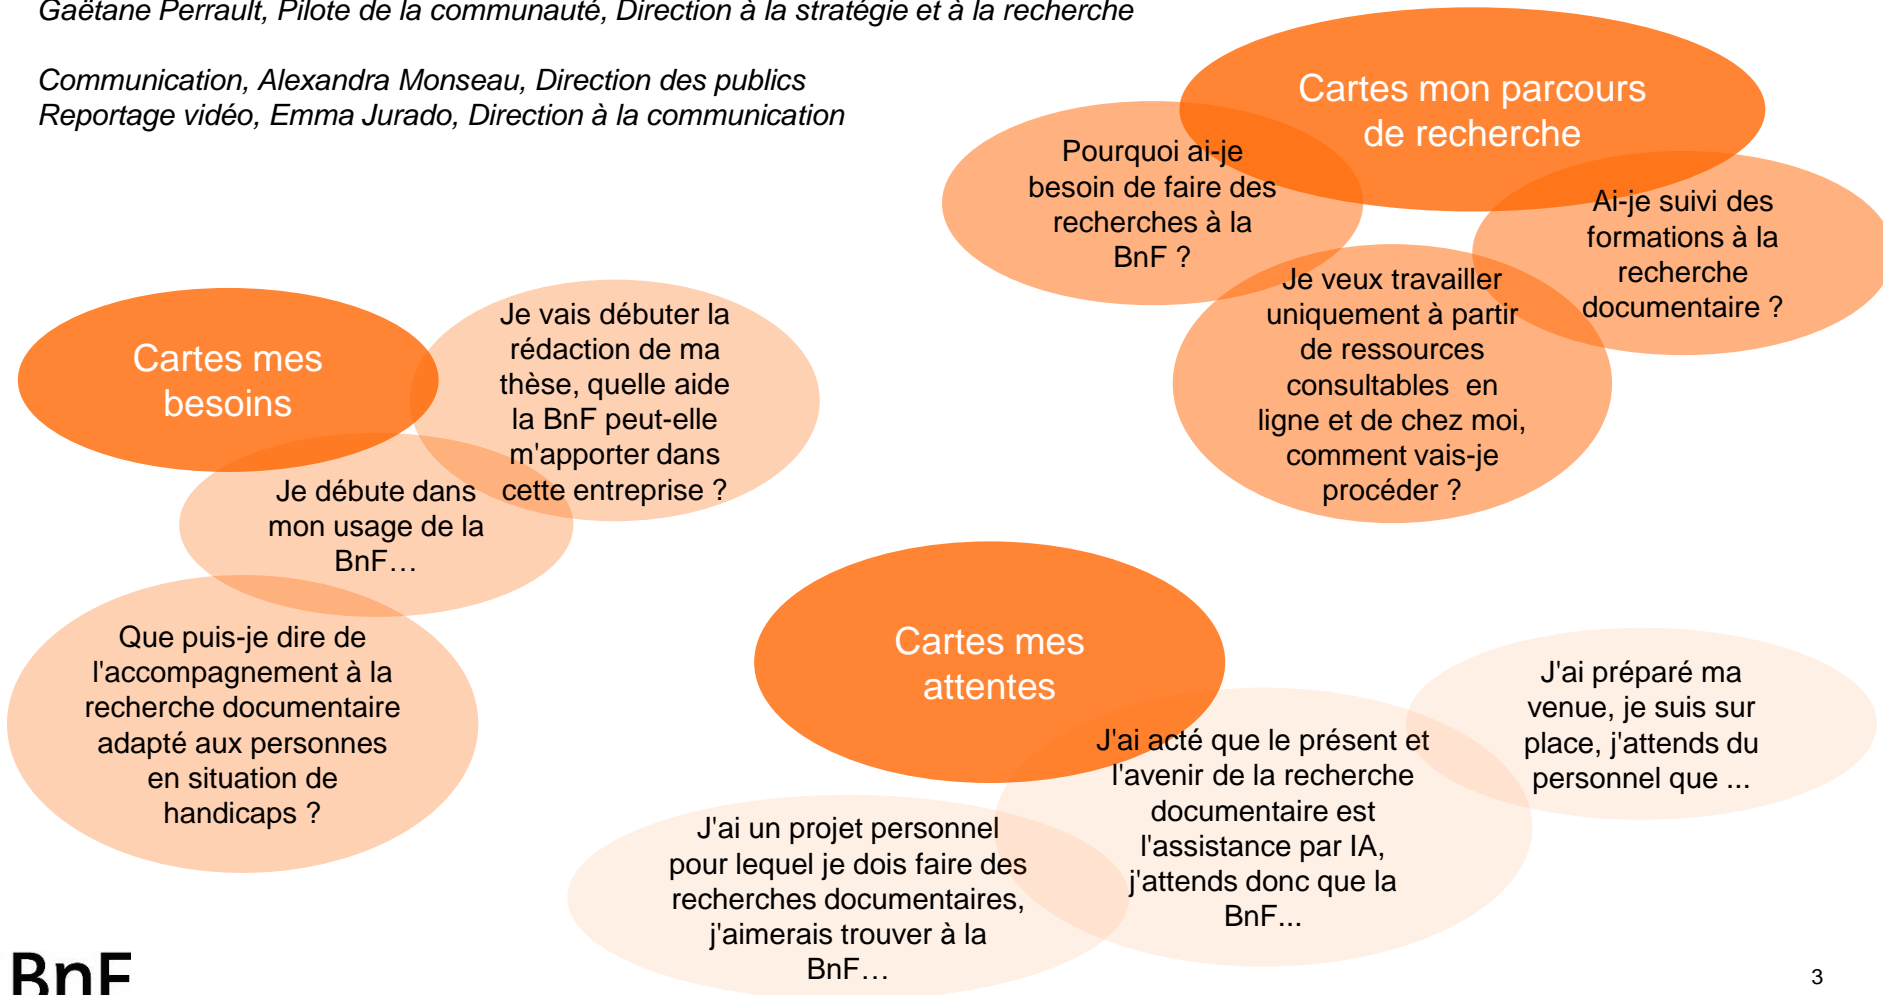 Gaëtane Perrault, Pilote de la communauté, Direction à la stratégie et à la recherche
Communication, Alexandra Monseau, Direction des publics
Reportage vidéo, Emma Jurado, Direction à la communication
Cartes mon parcours
de recherche
Pourquoi ai-je
besoin de faire des
recherches à la
BnF ?
Ai-je suivi des
formations à la
recherche
documentaire ?
Je veux travailler
uniquement à partir
de ressources
consultables  en
ligne et de chez moi,
comment vais-je
procéder ?
Cartes mes
besoins
Je vais débuter la
rédaction de ma
thèse, quelle aide
la BnF peut-elle
m'apporter dans
cette entreprise ?
Je débute dans
mon usage de la
BnF…
Que puis-je dire de
l'accompagnement à la
recherche documentaire
adapté aux personnes
en situation de
handicaps ?
Cartes mes
attentes
J'ai un projet personnel
pour lequel je dois faire des
recherches documentaires,
j'aimerais trouver à la
BnF…
J'ai acté que le présent et
l'avenir de la recherche
documentaire est
l'assistance par IA,
j'attends donc que la
BnF...
J'ai préparé ma
venue, je suis sur
place, j'attends du
personnel que ...
BnF
3